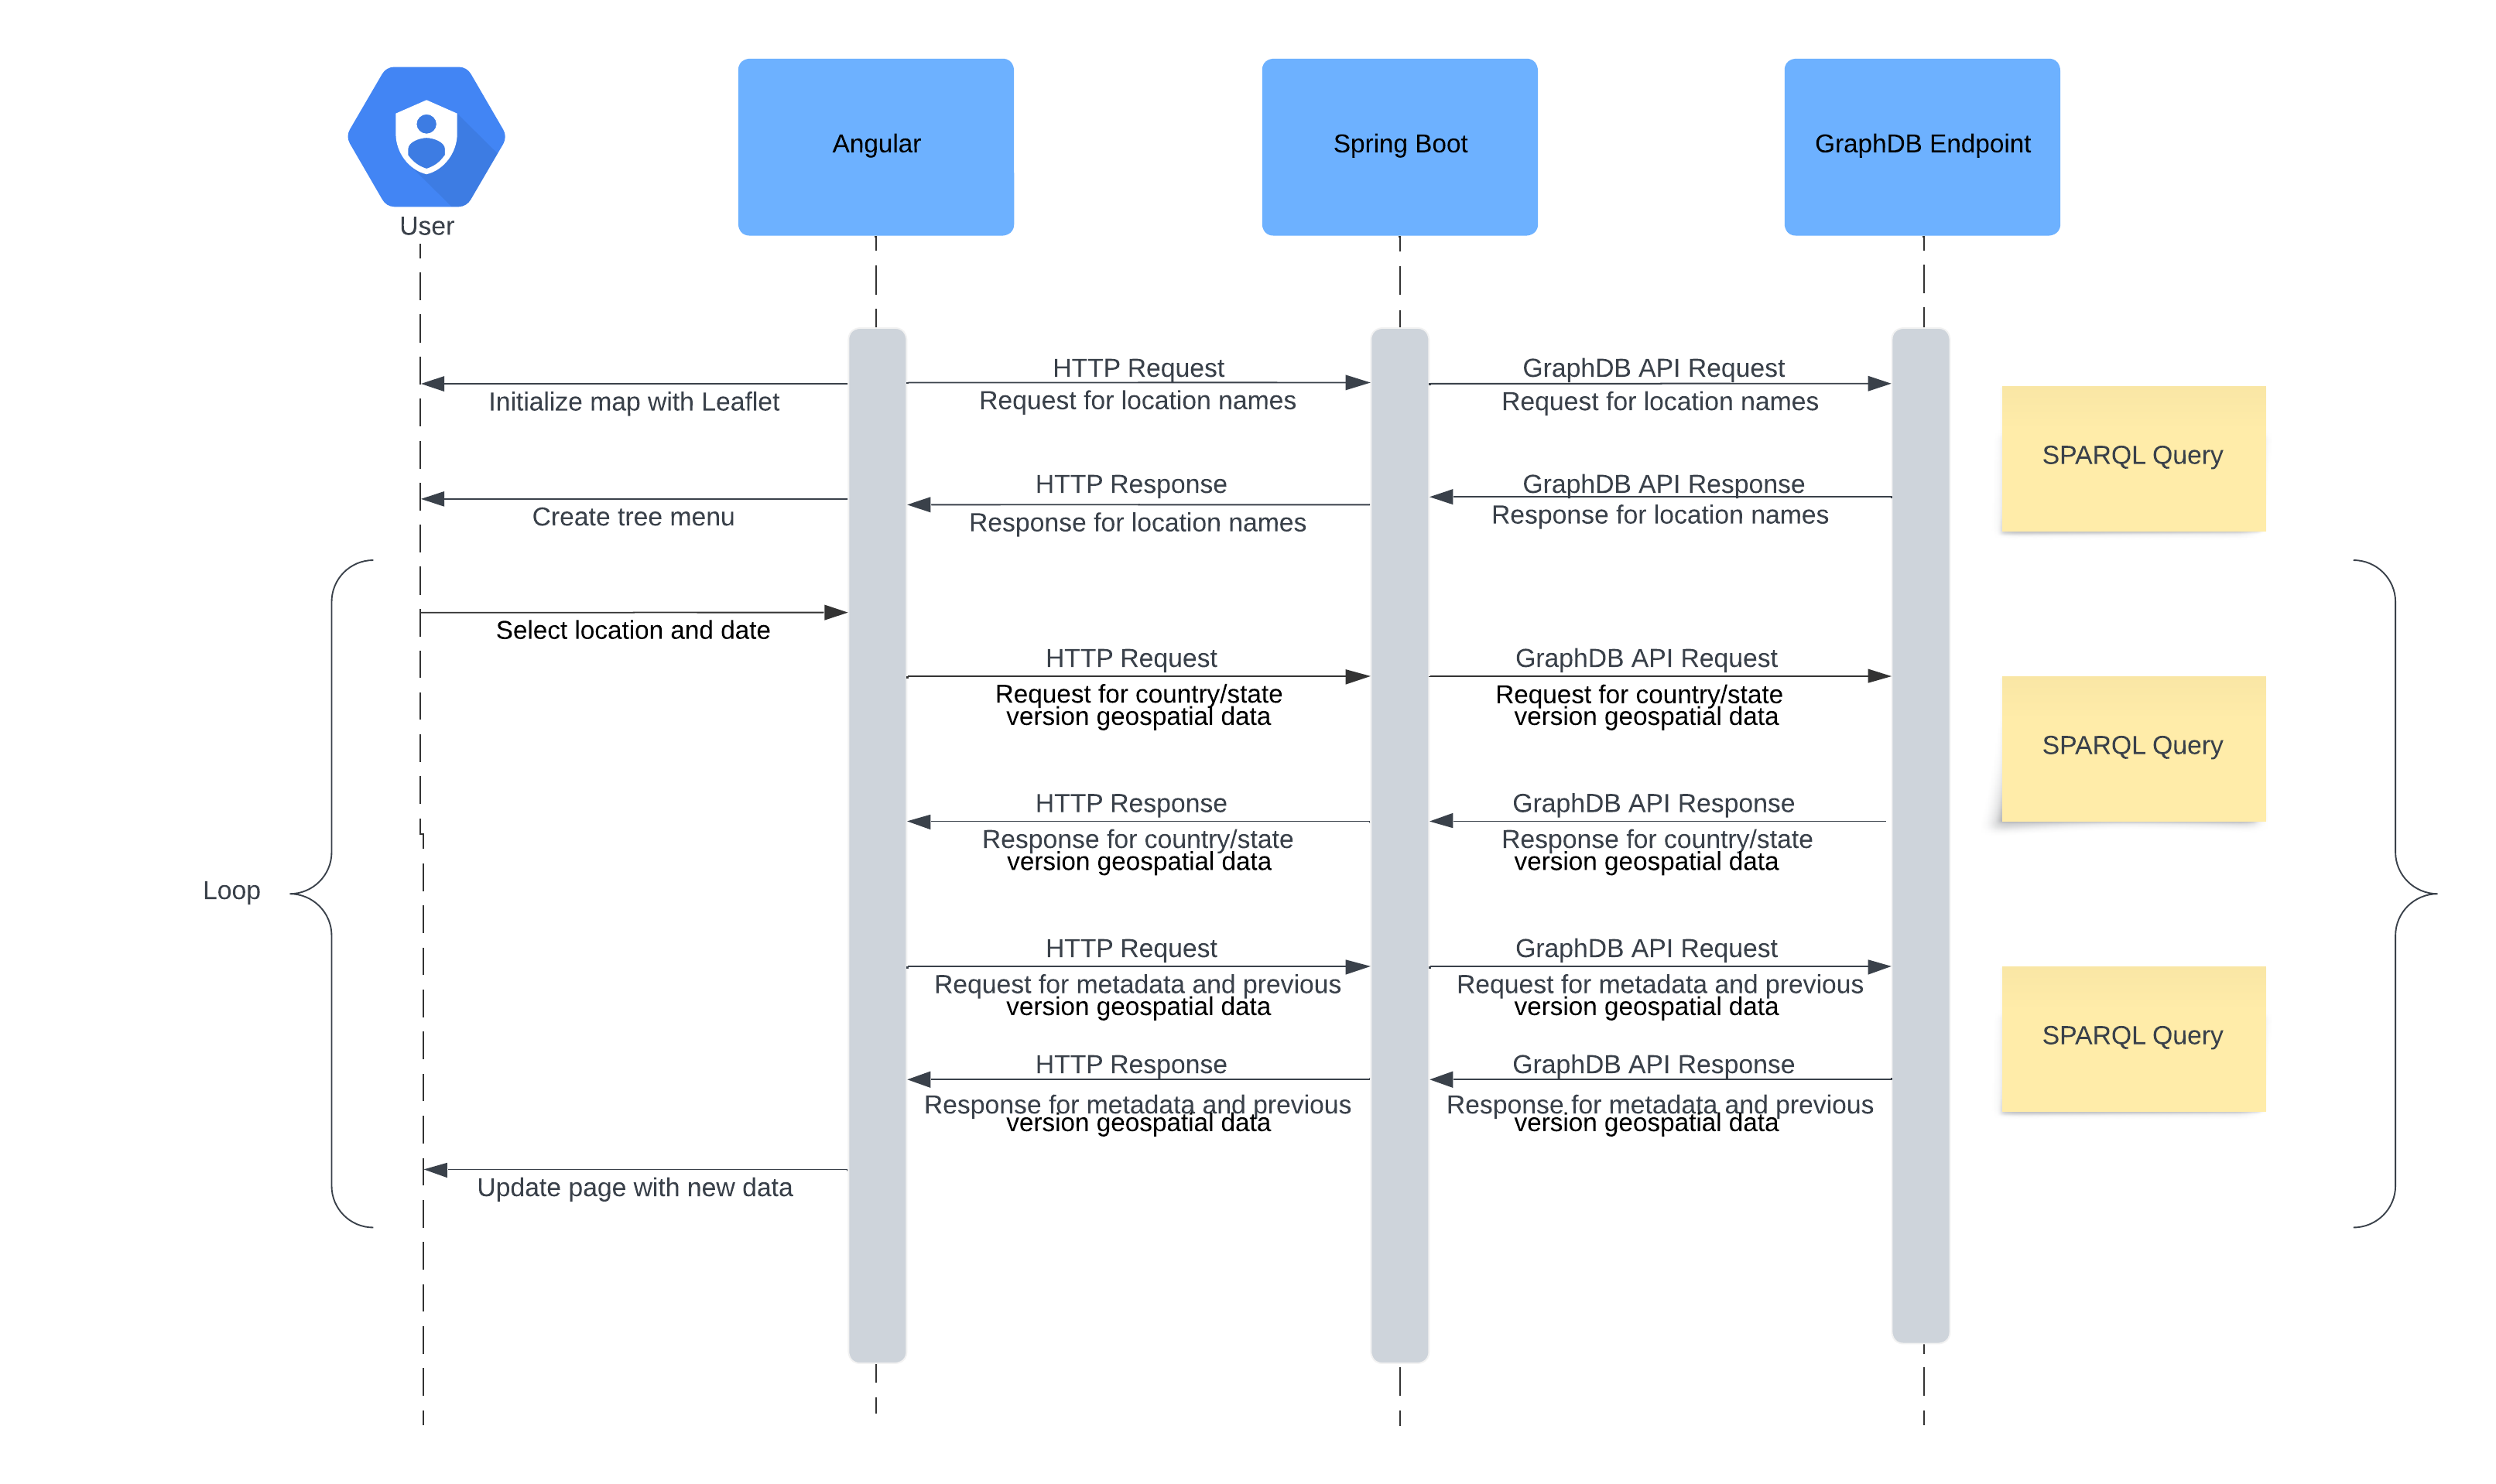 User
Angular
Spring Boot
GraphDB Endpoint
HTTP Request
GraphDB API Request
Initialize map with Leaflet
Request for location names
Request for location names
SPARQL Query
HTTP Response
GraphDB API Response
Create tree menu
Response for location names
Response for location names
Select location and date
HTTP Request
GraphDB API Request
Request for country/state
version geospatial data
Request for country/state
version geospatial data
SPARQL Query
HTTP Response
GraphDB API Response
Response for country/state
version geospatial data
Response for country/state
version geospatial data
Loop
HTTP Request
GraphDB API Request
Request for metadata and previous
version geospatial data
Request for metadata and previous
version geospatial data
SPARQL Query
HTTP Response
GraphDB API Response
Response for metadata and previous
version geospatial data
Response for metadata and previous
version geospatial data
Update page with new data